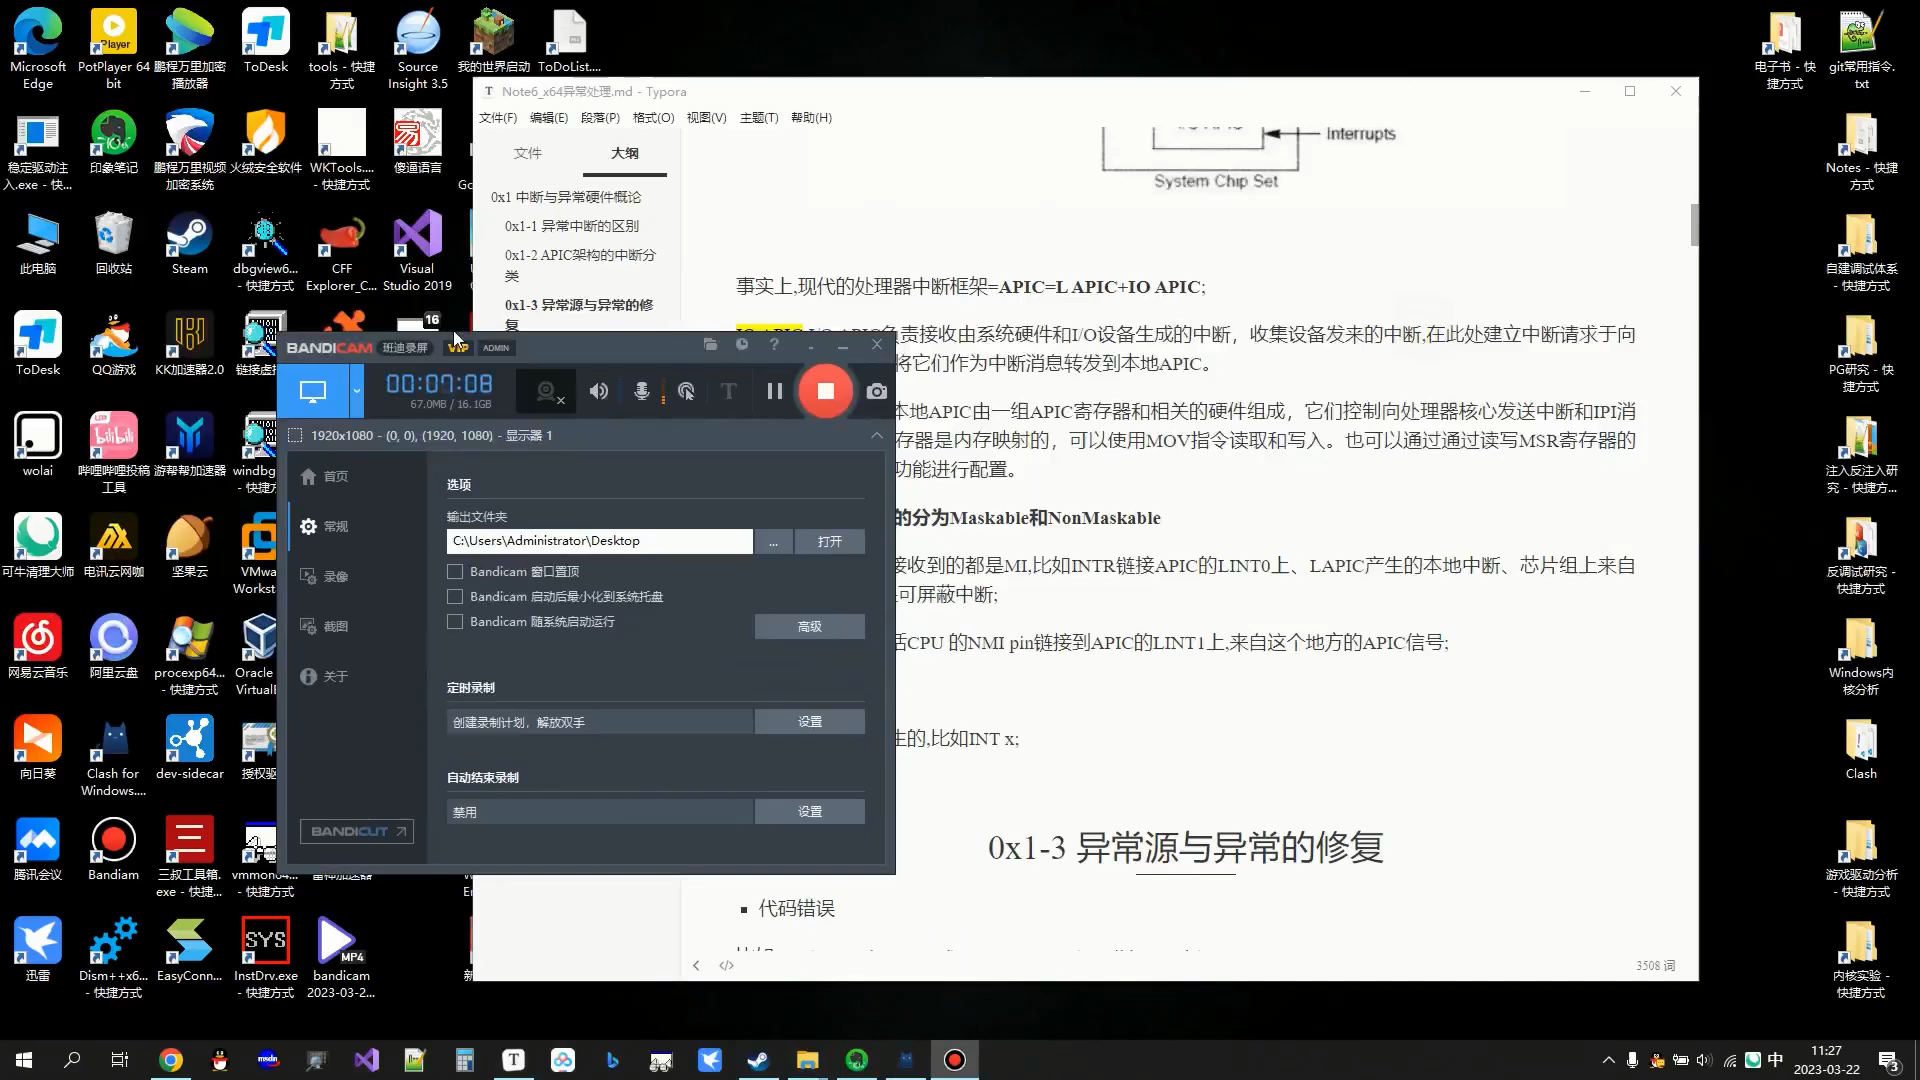 Microsoft
Edge
PotPlayer 64
bit
鹏程万里加密
播放器
ToDesk
tools - 快捷
方式
Source
Insight 3.5
我的世界启动
ToDoList....
稳定驱动注
入.exe - 快...
印象笔记
鹏程万里视频
加密系统
火绒安全软件
WKTools....
- 快捷方式
傻逼语言
此电脑
回收站
Steam
dbgview6...
- 快捷方式
CFF
Explorer_C...
Visual
Studio 2019
ToDesk
QQ游戏
KK加速器2.0
16
wolai
哔哩哔哩投稿
工具
游帮帮加速器
windbg
- 快捷方
可牛清理大师
电讯云网咖
坚果云
VMwa
Workst
网易云音乐
阿里云盘
procexp64...
- 快捷方式
Oracle
VirtualB
向日葵
Clash for
Windows....
dev-sidecar
腾讯会议
Bandiam
三叔工具箱.
exe - 快捷...
vmmon64...
- 快捷方式
迅雷
Dism++x6...
- 快捷方式
EasyConn...
SYS
InstDrv.exe
- 快捷方式
MP4
bandicam
2023-03-2...
Note6_x64异常处理.md - Typora
文件(F) 编辑(E) 段落(P) 格式(O) 视图(V) 主题(T) 帮助(H)
文件 大纲
0x1 中断与异常硬件概论
0x1-1 异常中断的区别
0x1-2 APIC架构的中断分
类
0x1-3 异常源与异常的修
复
Interrupts
System Chip Set
事实上,现代的处理器中断框架=APIC=L APIC+IO APIC;
负责接收由系统硬件和I/O设备生成的中断，收集设备发来的中断,在此处建立中断请求于向
将它们作为中断消息转发到本地APIC。
本地APIC由一组APIC寄存器和相关的硬件组成，它们控制向处理器核心发送中断和IPI消
存器是内存映射的，可以使用MOV指令读取和写入。也可以通过通过读写MSR寄存器的
功能进行配置。
的分为Maskable和NonMaskable
接收到的都是MI,比如INTR链接APIC的LINT0上、LAPIC产生的本地中断、芯片组上来自
可屏蔽中断;
括CPU 的NMI pin链接到APIC的LINT1上,来自这个地方的APIC信号;
生的,比如INT x;
0x1-3 异常源与异常的修复
代码错误
3508 词
BANDICAM 班迪录屏 VIP ADMIN
00:07:08
67.0MB / 16.1GB
1920x1080 - (0, 0), (1920, 1080) - 显示器 1
首页
常规
录像
截图
关于
BANDICUT
选项
输出文件夹
C:\Users\Administrator\Desktop
...
打开
Bandicam 窗口置顶
Bandicam 启动后最小化到系统托盘
Bandicam 随系统启动运行
高级
定时录制
创建录制计划，解放双手
设置
自动结束录制
禁用
设置
电子书 - 快
捷方式
git常用指令.
txt
Notes - 快捷
方式
自建调试体系
- 快捷方式
PG研究 - 快
捷方式
注入反注入研
究 - 快捷方...
反调试研究 -
快捷方式
Windows内
核分析
Clash
游戏驱动分析
- 快捷方式
内核实验 -
快捷方式
中
11:27
2023-03-22
3